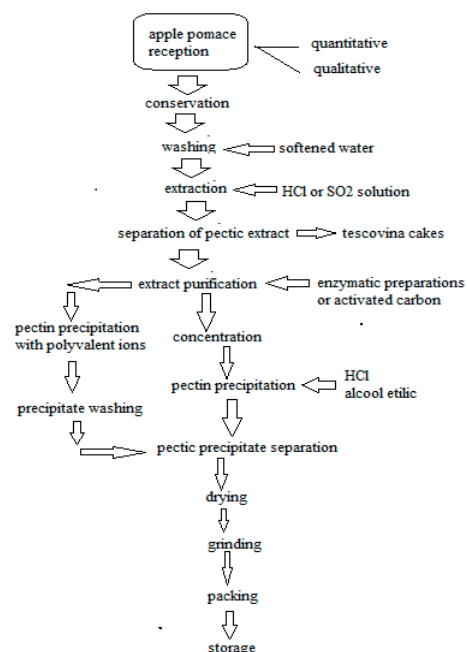 apple pomace
reception
quantitative
qualitative
conservation
washing
softened water
extraction
HCl or SO2 solution
separation of pectic extract
tescovina cakes
extract purification
enzymatic preparations
or activated carbon
pectin precipitation
with polyvalent ions
concentration
pectin precipitation
HCl
alcool etilic
precipitate washing
pectic precipitate separation
drying
grinding
packing
storage